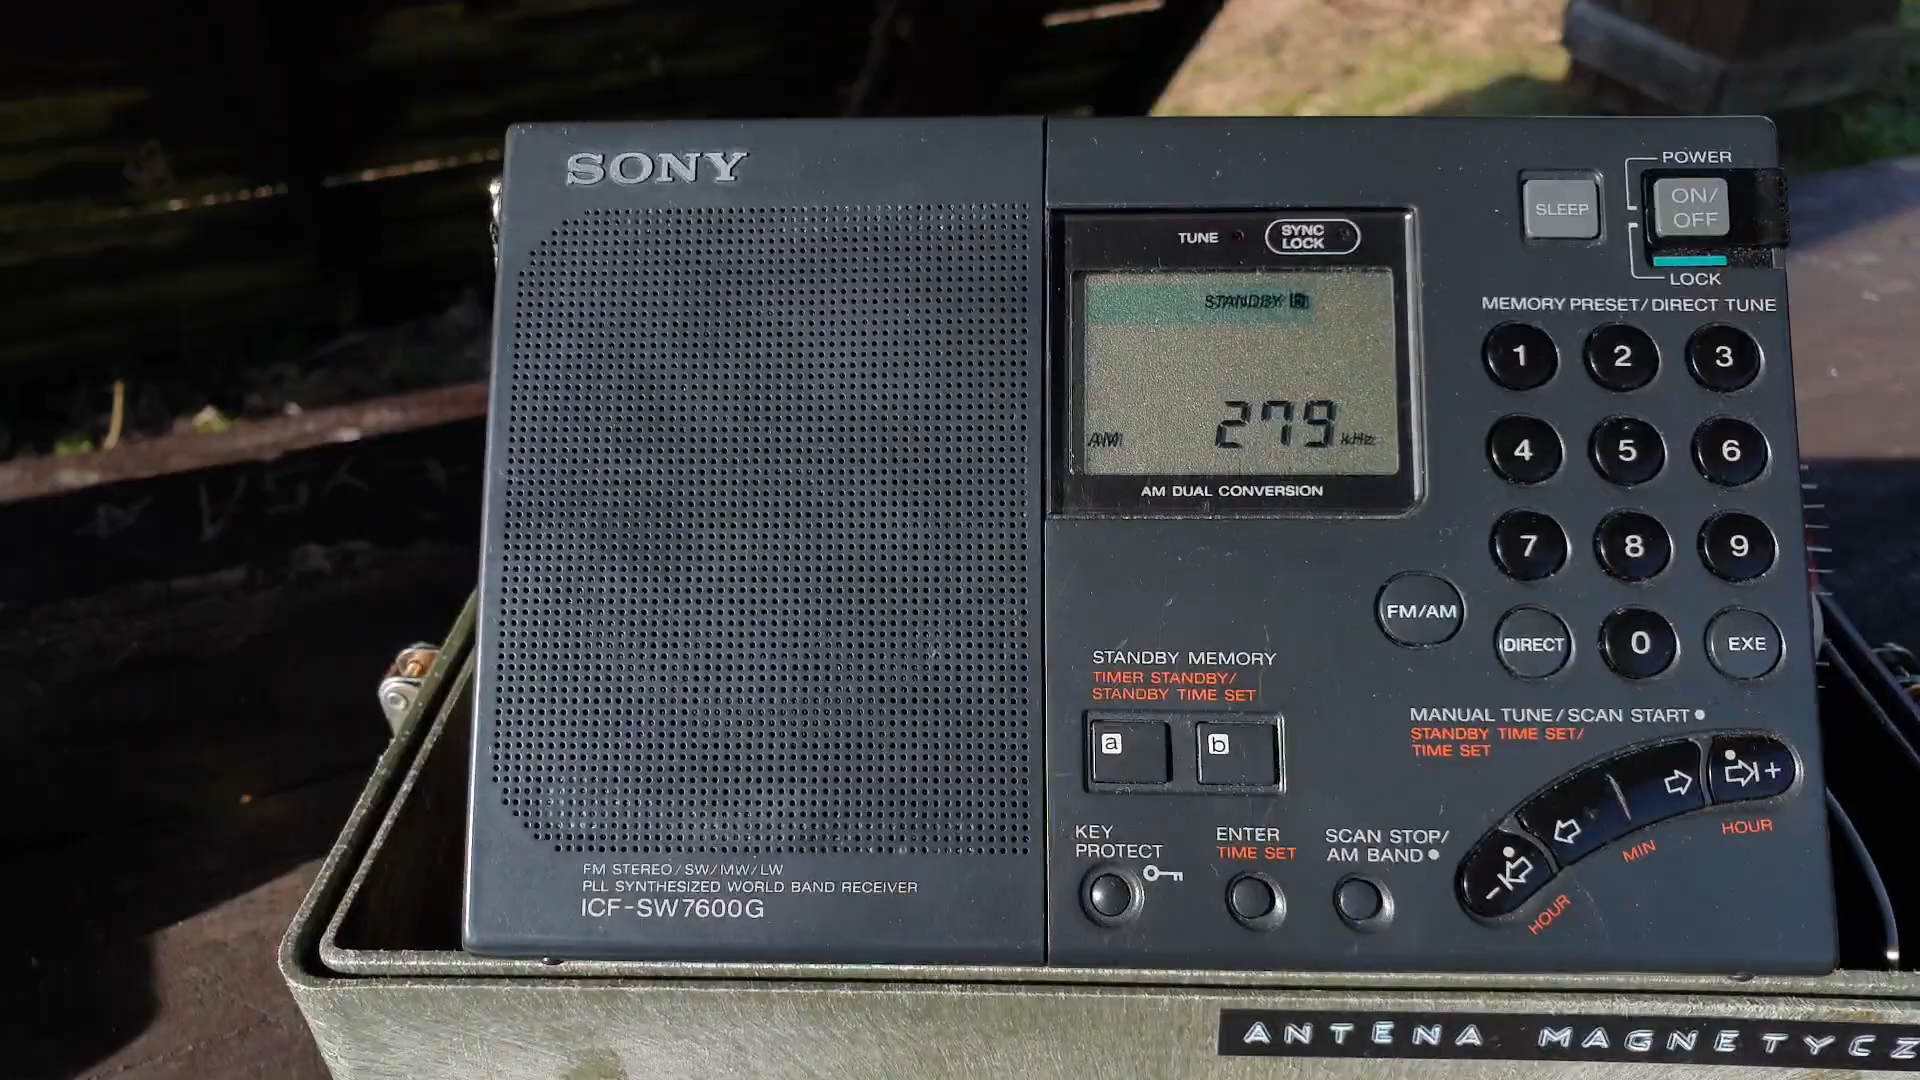 SONY
POWER
SLEEP
ON/
OFF
LOCK
TUNE
SYNC
LOCK
STANDBY
279
AM
kHz
AM DUAL CONVERSION
MEMORY PRESET/DIRECT TUNE
1 2 3
4 5 6
7 8 9
FM/AM
DIRECT 0 EXE
STANDBY MEMORY
TIMER STANDBY/
STANDBY TIME SET
a b
MANUAL TUNE/SCAN START
STANDBY TIME SET/
TIME SET
+
HOUR
MIN
-
HOUR
KEY
PROTECT
ENTER
TIME SET
SCAN STOP/
AM BAND
FM STEREO/SW/MW/LW
PLL SYNTHESIZED WORLD BAND RECEIVER
ICF-SW7600G
ANTENA MAGNETYCZ